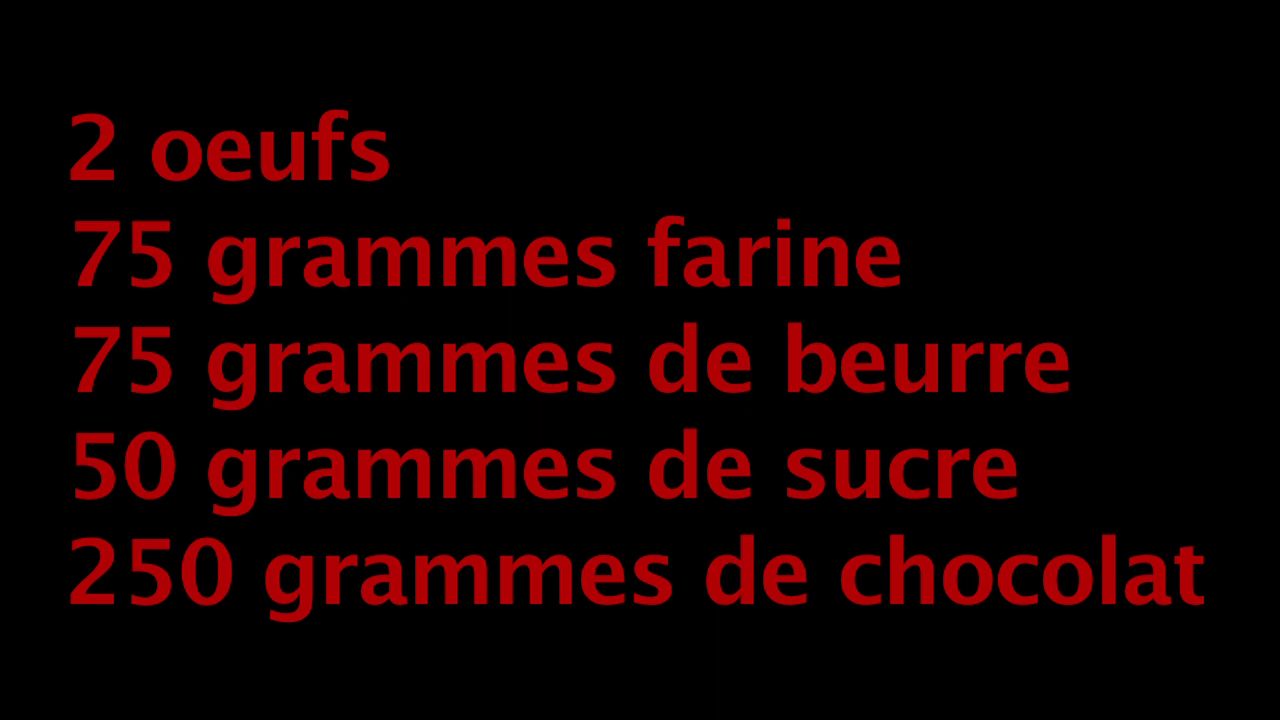 2 oeufs
75 grammes farine
75 grammes de beurre
50 grammes de sucre
250 grammes de chocolat